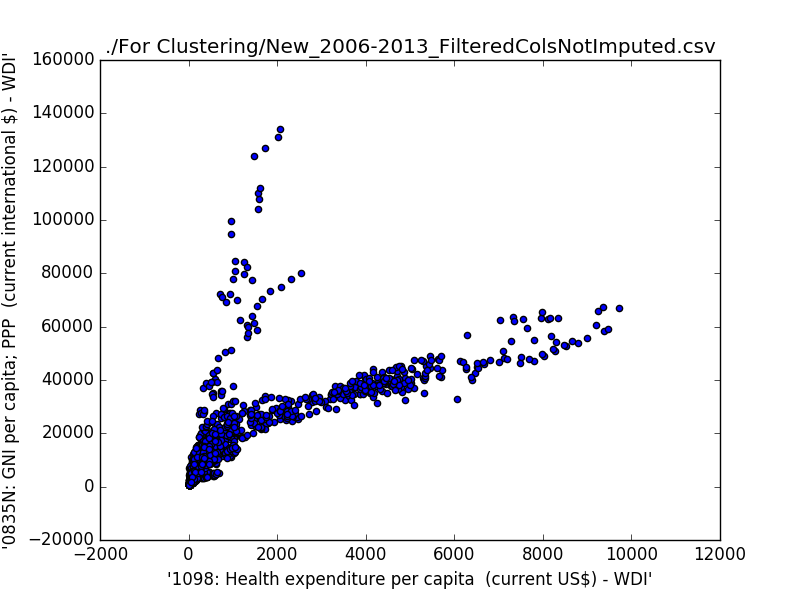 ./For Clustering/New_2006-2013_FilteredColsNotImputed.csv
'0835N: GNI per capita; PPP  (current international $) - WDI'
160000
140000
120000
100000
80000
60000
40000
20000
0
−20000
−2000 0 2000 4000 6000 8000 10000 12000
'1098: Health expenditure per capita  (current US$) - WDI'